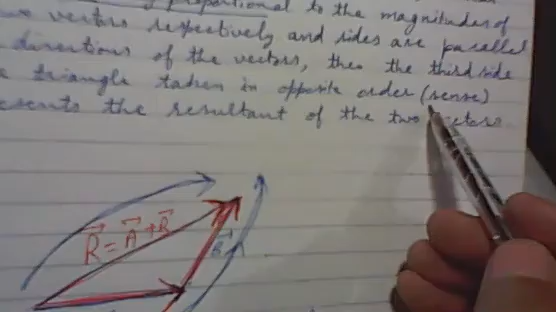 proportional to the magnitudes of
vectors respectively and sides are parallel
directions of the vectors, then the third side
triangle taken in opposite order (sense)
the resultant of the two vectors.
R⃗ = A⃗ + B⃗
B⃗